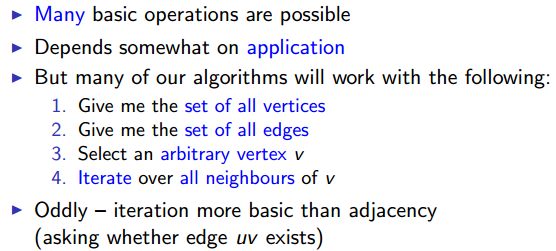 ▶ Many basic operations are possible
▶ Depends somewhat on application
▶ But many of our algorithms will work with the following:
1. Give me the set of all vertices
2. Give me the set of all edges
3. Select an arbitrary vertex v
4. Iterate over all neighbours of v
▶ Oddly – iteration more basic than adjacency
(asking whether edge uv exists)